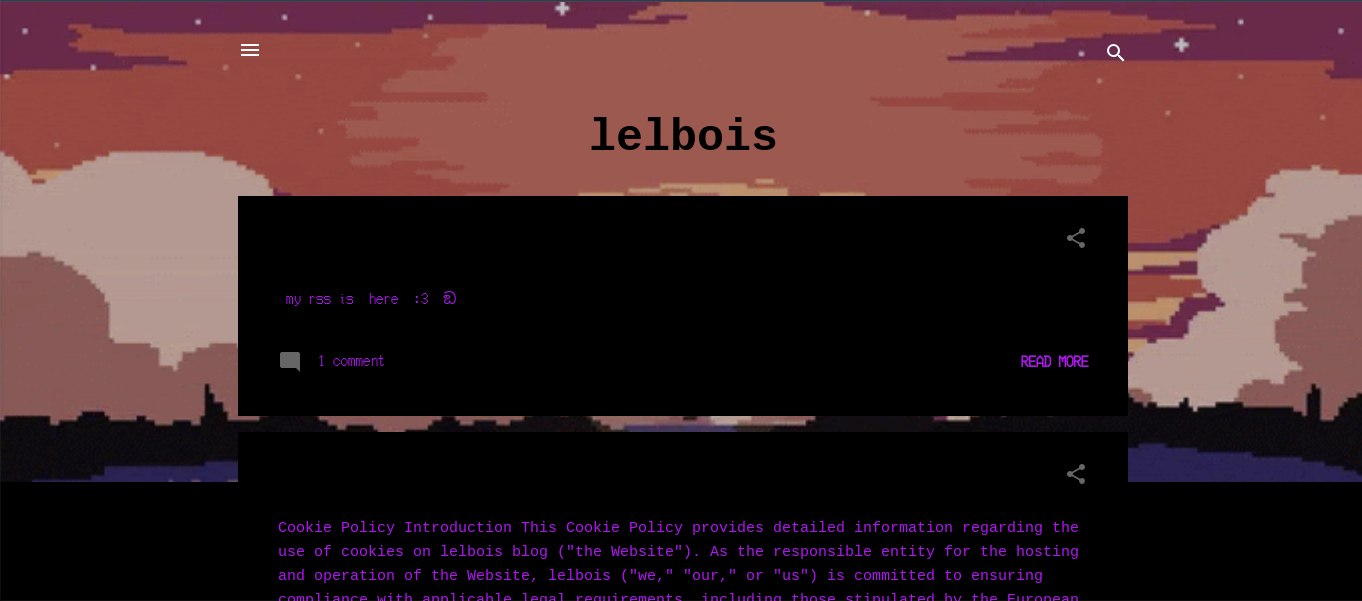 lelbois
my rss is here :3 ඞ
1 comment
READ MORE
Cookie Policy Introduction This Cookie Policy provides detailed information regarding the
use of cookies on lelbois blog ("the Website"). As the responsible entity for the hosting
and operation of the Website, lelbois ("we," "our," or "us") is committed to ensuring
compliance with applicable legal requirements, including those stipulated by the European